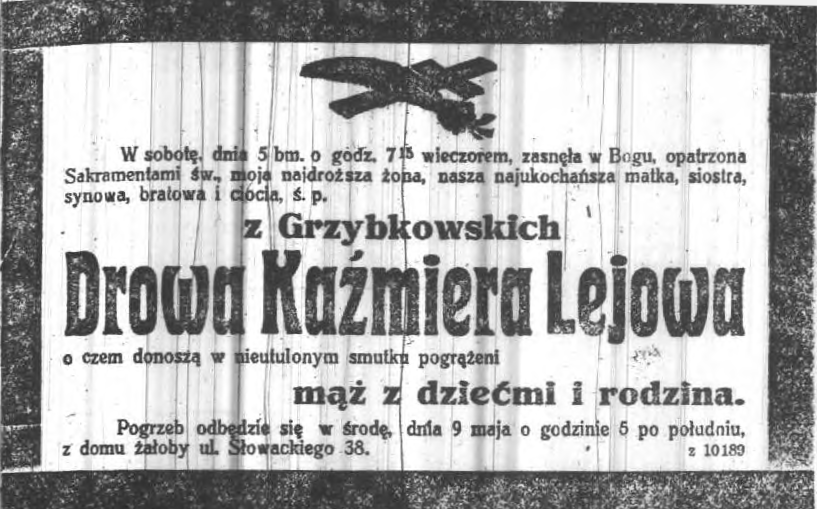 W sobotę, dnia 5 bm. o godz. 7¹⁵ wieczorem, zasnęła w Bogu, opatrzona
Sakramentami św., moja najdroższa żona, nasza najukochańsza matka, siostra,
synowa, bratowa i ciocia, ś. p.
z Grzybkowskich
Drowa Kaźmiera Lejowa
o czem donoszą w nieutulonym smutku pogrążeni
mąż z dziećmi i rodzina.
Pogrzeb odbędzie się w środę, dnia 9 maja o godzinie 5 po południu,
z domu żałoby ul. Słowackiego 38.
z 10189